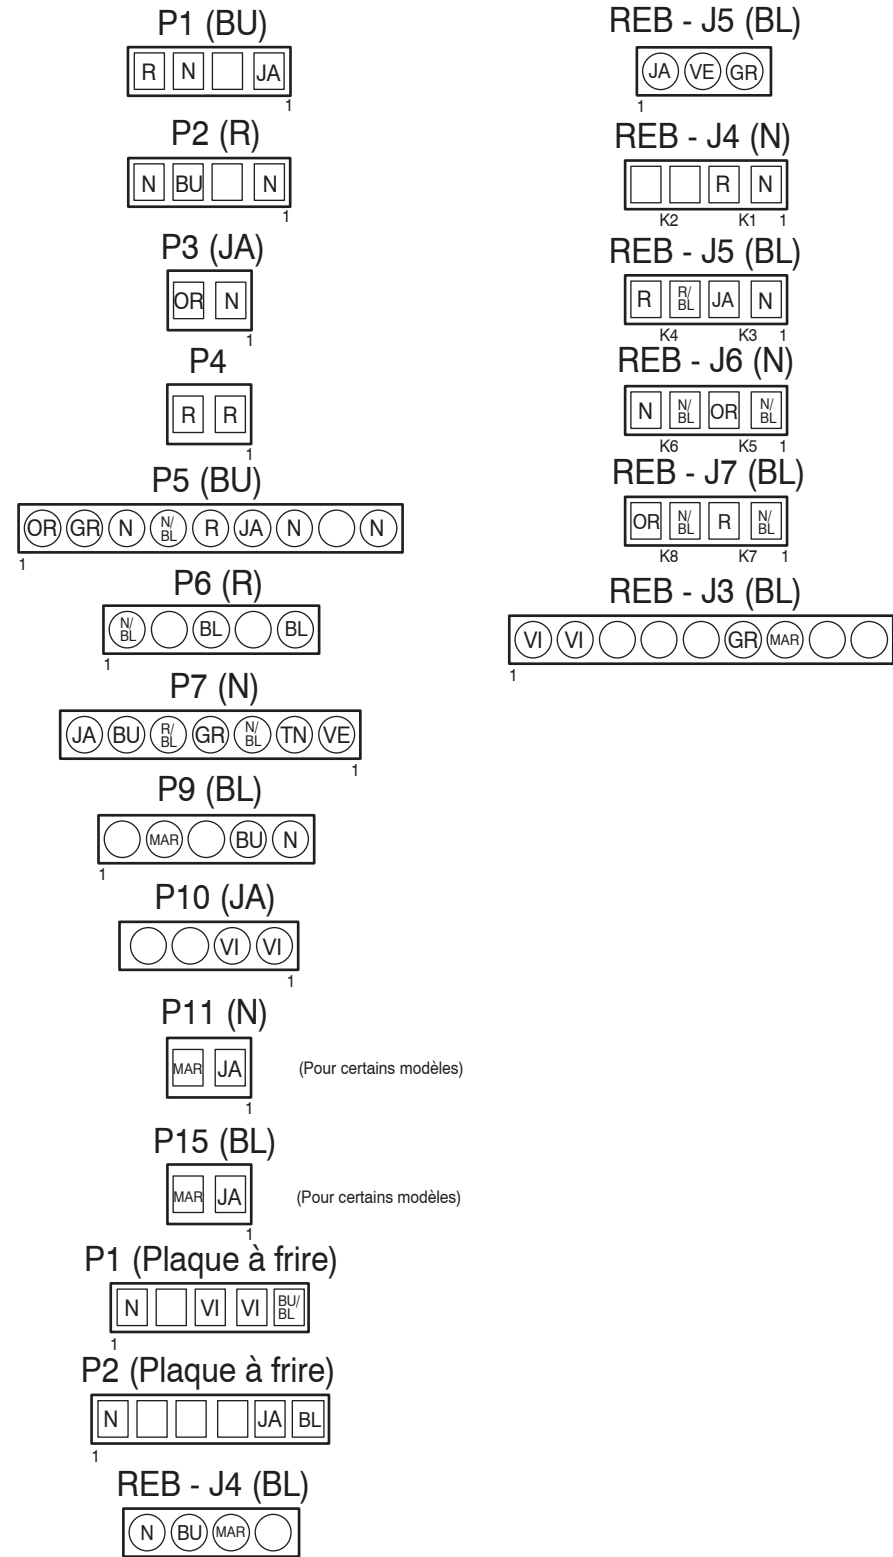 P1 (BU)
R N JA
1
P2 (R)
N BU N
1
P3 (JA)
OR N
1
P4
R R
1
P5 (BU)
OR GR N N/BL R JA N N
1
P6 (R)
N/BL BL BL
1
P7 (N)
JA BU R/BL GR N/BL TN VE
1
P9 (BL)
MAR BU N
1
P10 (JA)
VI VI
1
P11 (N)
MAR JA (Pour certains modèles)
1
P15 (BL)
MAR JA (Pour certains modèles)
1
P1 (Plaque à frire)
N VI VI BU/BL
1
P2 (Plaque à frire)
N JA BL
1
REB - J4 (BL)
N BU MAR
REB - J5 (BL)
JA VE GR
1
REB - J4 (N)
R N
K2 K1 1
REB - J5 (BL)
R R/BL JA N
K4 K3 1
REB - J6 (N)
N N/BL OR N/BL
K6 K5 1
REB - J7 (BL)
OR N/BL R N/BL
K8 K7 1
REB - J3 (BL)
VI VI GR MAR
1